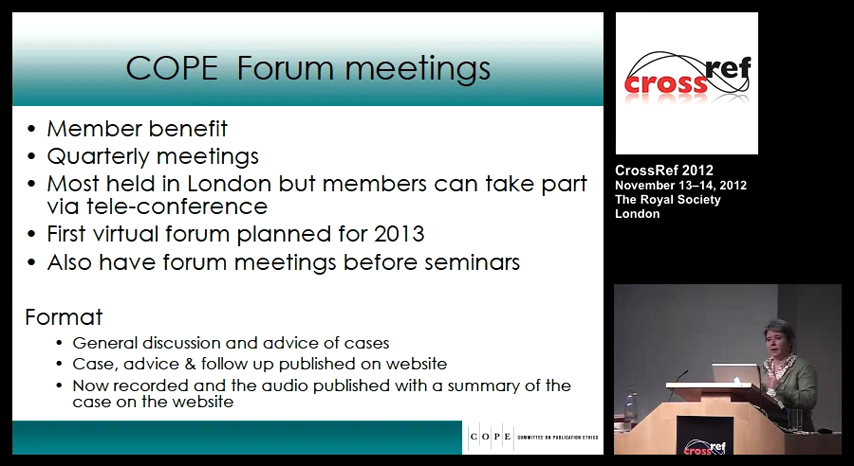 COPE Forum meetings
• Member benefit
• Quarterly meetings
• Most held in London but members can take part
via tele-conference
• First virtual forum planned for 2013
• Also have forum meetings before seminars
Format
• General discussion and advice of cases
• Case, advice & follow up published on website
• Now recorded and the audio published with a summary of the
case on the website
C O P E COMMITTEE ON PUBLICATION ETHICS
crossref
CrossRef 2012
November 13–14, 2012
The Royal Society
London
crossref